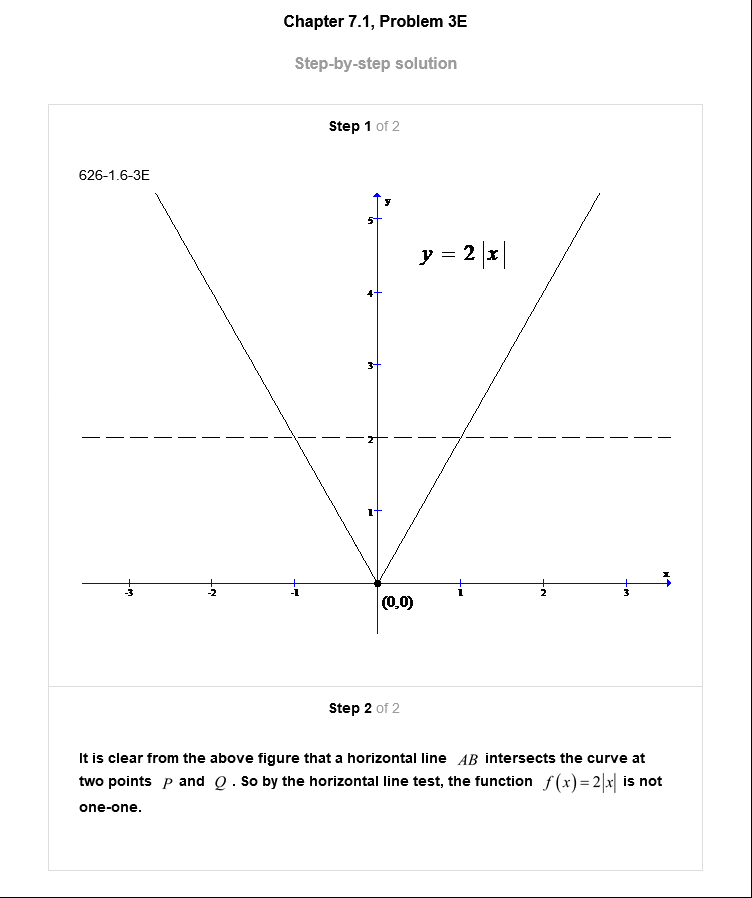 Chapter 7.1, Problem 3E
Step-by-step solution
Step 1 of 2
626-1.6-3E
y
5
y = 2 |x|
4
3
2
1
x
-3 -2 -1 1 2 3
(0,0)
Step 2 of 2
It is clear from the above figure that a horizontal line AB intersects the curve at
two points P and Q . So by the horizontal line test, the function f(x)=2|x| is not
one-one.